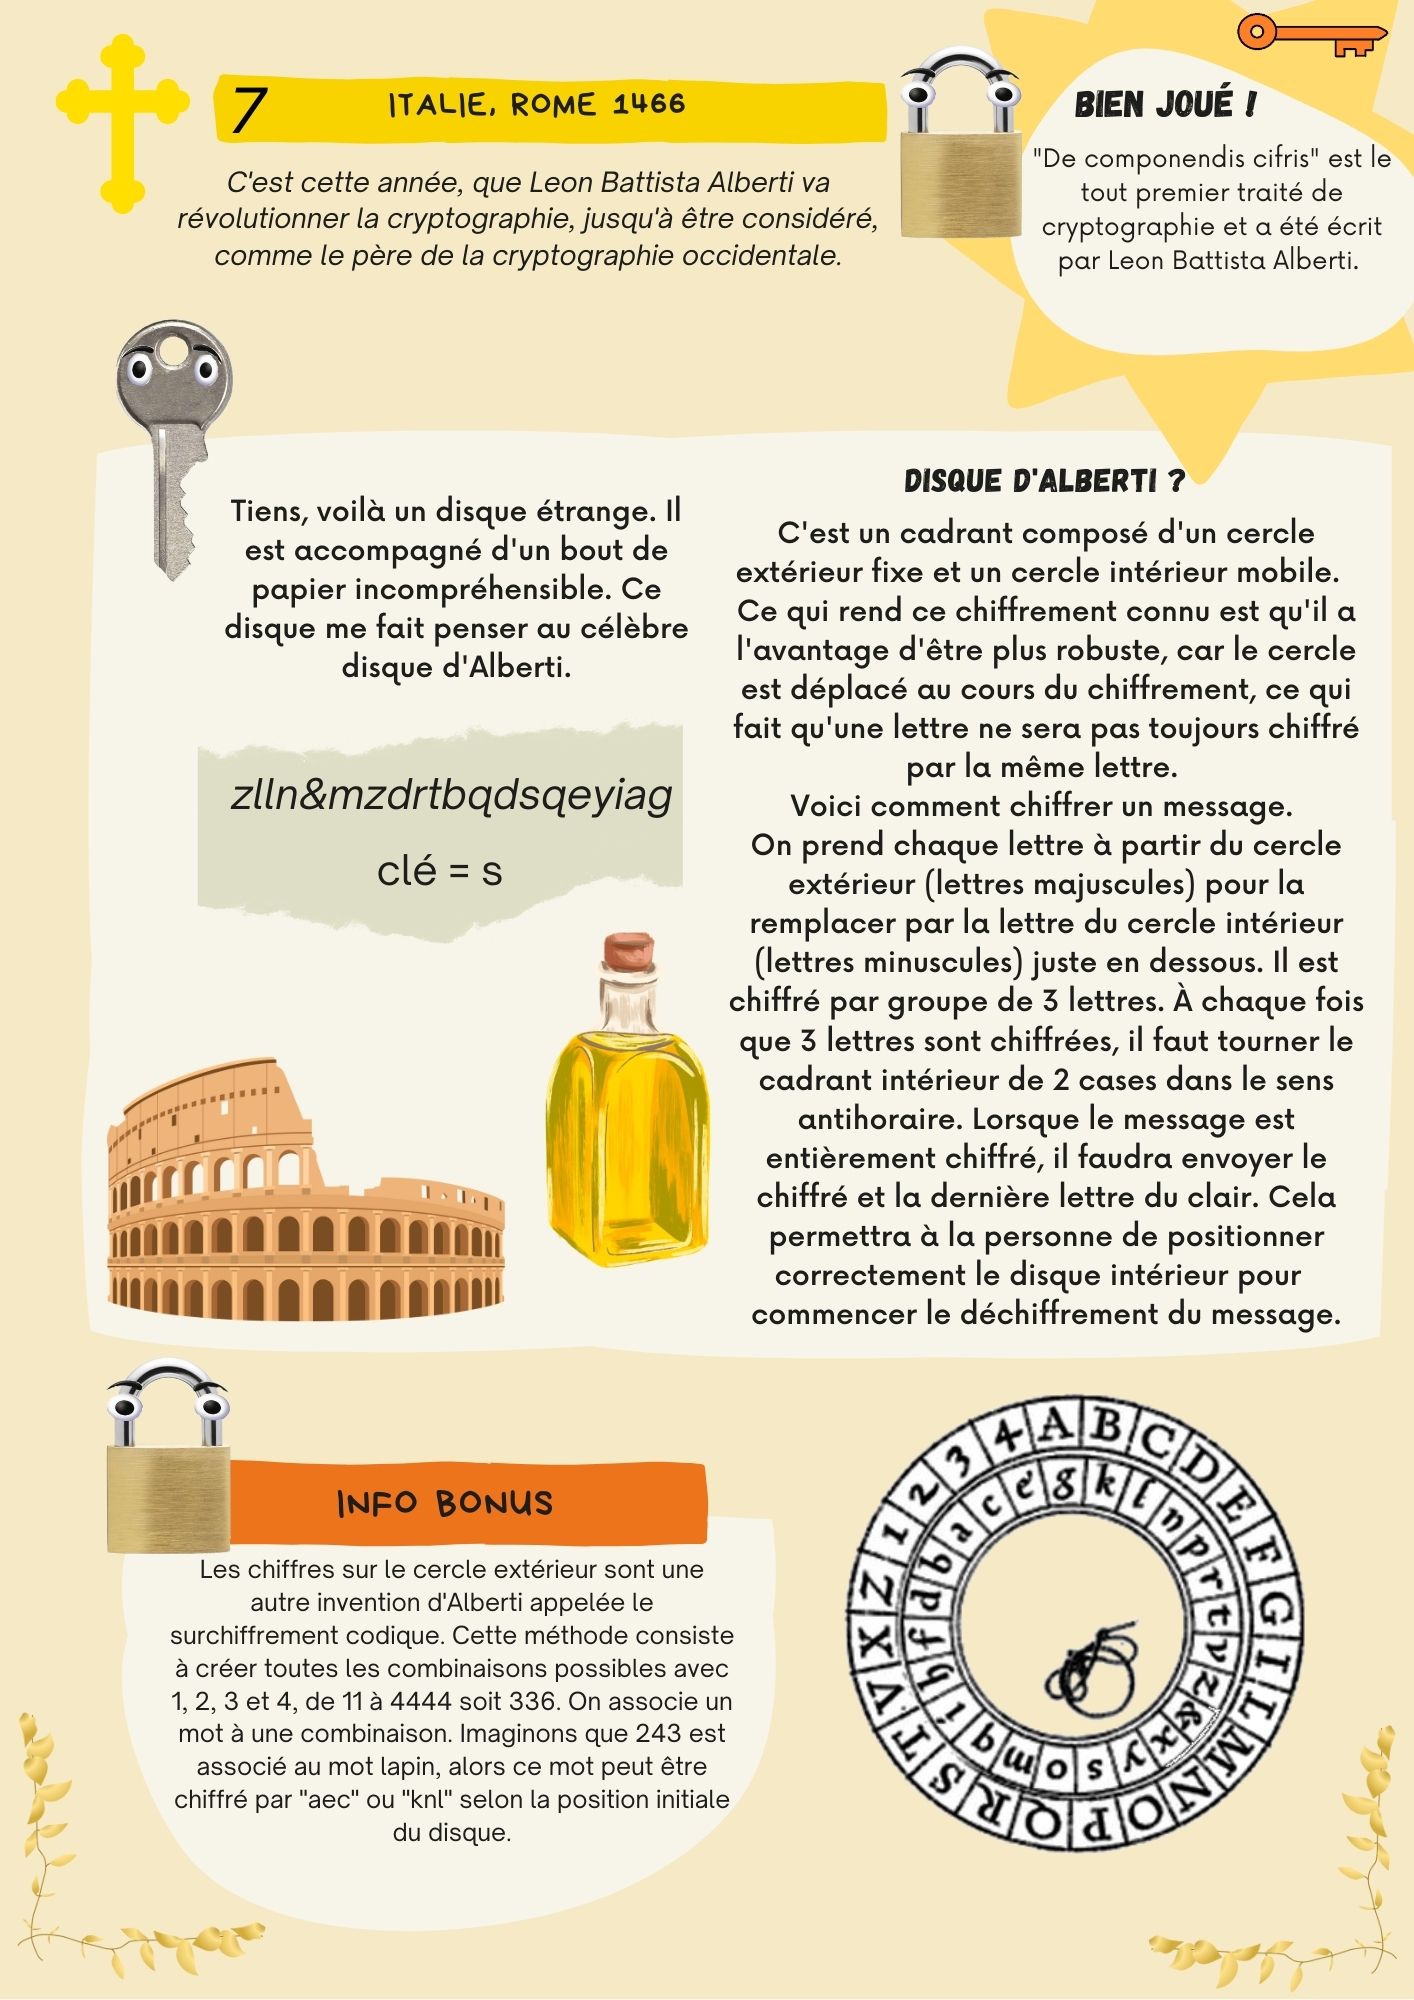 7
ITALIE, ROME 1466
C'est cette année, que Leon Battista Alberti va
révolutionner la cryptographie, jusqu'à être considéré,
comme le père de la cryptographie occidentale.
BIEN JOUÉ !
"De componendis cifris" est le
tout premier traité de
cryptographie et a été écrit
par Leon Battista Alberti.
Tiens, voilà un disque étrange. Il
est accompagné d'un bout de
papier incompréhensible. Ce
disque me fait penser au célèbre
disque d'Alberti.
zlln&mzdrtbqdsqeyiag
clé = s
DISQUE D'ALBERTI ?
C'est un cadrant composé d'un cercle
extérieur fixe et un cercle intérieur mobile.
Ce qui rend ce chiffrement connu est qu'il a
l'avantage d'être plus robuste, car le cercle
est déplacé au cours du chiffrement, ce qui
fait qu'une lettre ne sera pas toujours chiffré
par la même lettre.
Voici comment chiffrer un message.
On prend chaque lettre à partir du cercle
extérieur (lettres majuscules) pour la
remplacer par la lettre du cercle intérieur
(lettres minuscules) juste en dessous. Il est
chiffré par groupe de 3 lettres. À chaque fois
que 3 lettres sont chiffrées, il faut tourner le
cadrant intérieur de 2 cases dans le sens
antihoraire. Lorsque le message est
entièrement chiffré, il faudra envoyer le
chiffré et la dernière lettre du clair. Cela
permettra à la personne de positionner
correctement le disque intérieur pour
commencer le déchiffrement du message.
INFO BONUS
Les chiffres sur le cercle extérieur sont une
autre invention d'Alberti appelée le
surchiffrement codique. Cette méthode consiste
à créer toutes les combinaisons possibles avec
1, 2, 3 et 4, de 11 à 4444 soit 336. On associe un
mot à une combinaison. Imaginons que 243 est
associé au mot lapin, alors ce mot peut être
chiffré par "aec" ou "knl" selon la position initiale
du disque.
A B C D E F G I L M N O P Q R S T V X Z 1 2 3 4
g k l n p r t v z & x y s o m q i h f d b a c e